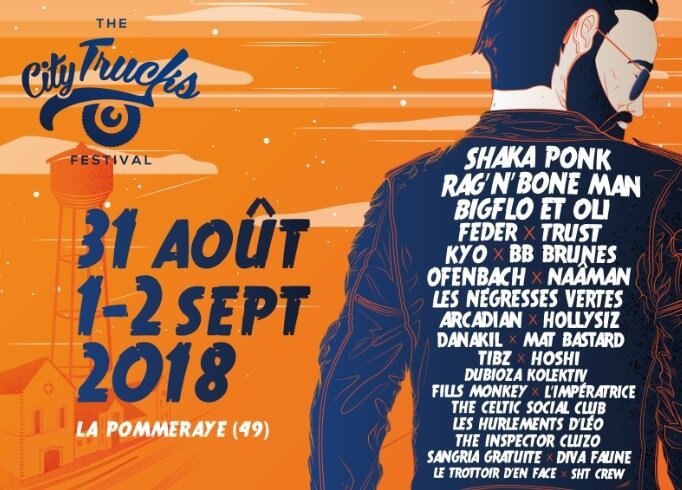 THE
City Trucks
FESTIVAL
31 AOÛT
1-2 SEPT
2018
LA POMMERAYE (49)
SHAKA PONK
RAG'N'BONE MAN
BIGFLO ET OLI
FEDER x TRUST
KYO x BB BRUNES
OFENBACH x NAÂMAN
LES NÉGRESSES VERTES
ARCADIAN x HOLLYSIZ
DANAKIL x MAT BASTARD
TIBZ x HOSHI
DUBIOZA KOLEKTIV
FILLS MONKEY x L'IMPÉRATRICE
THE CELTIC SOCIAL CLUB
LES HURLEMENTS D'LÉO
THE INSPECTOR CLUZO
SANGRIA GRATUITE x DIVA FAUNE
LE TROTTOIR D'EN FACE x SHT CREW